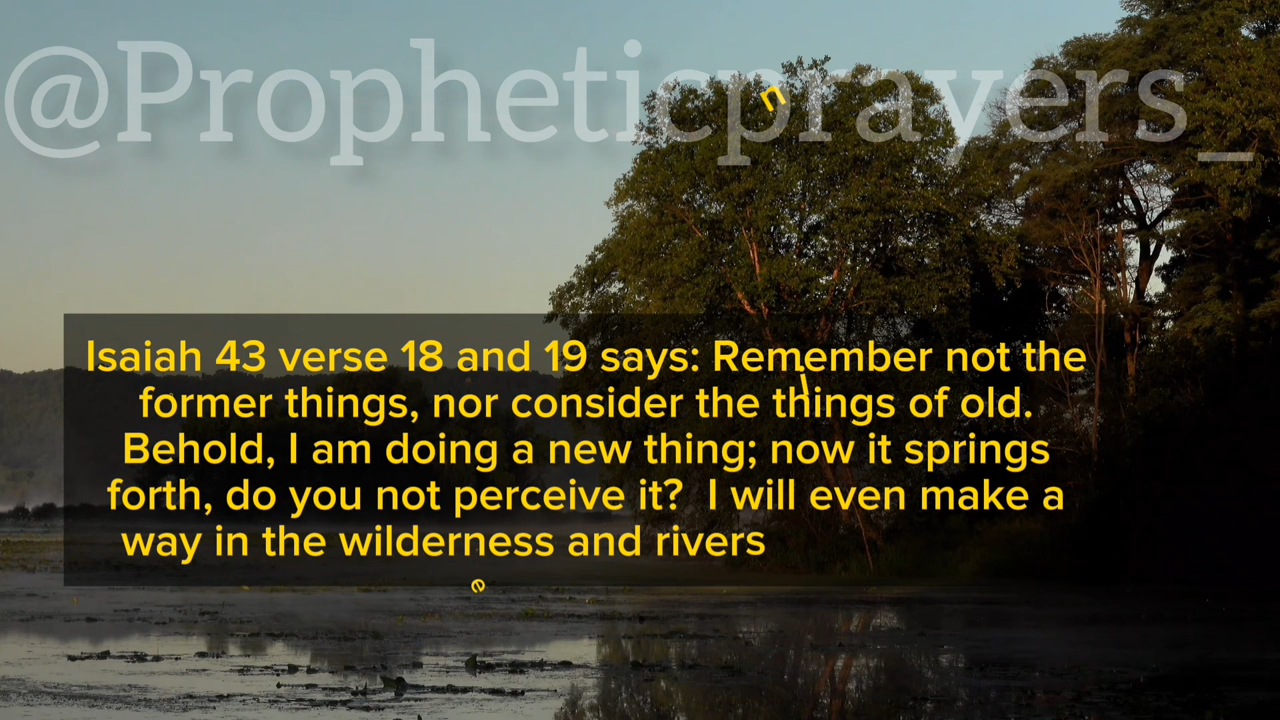 @Propheticprayers_
Isaiah 43 verse 18 and 19 says: Remember not the
former things, nor consider the things of old.
Behold, I am doing a new thing; now it springs
forth, do you not perceive it? I will even make a
way in the wilderness and rivers